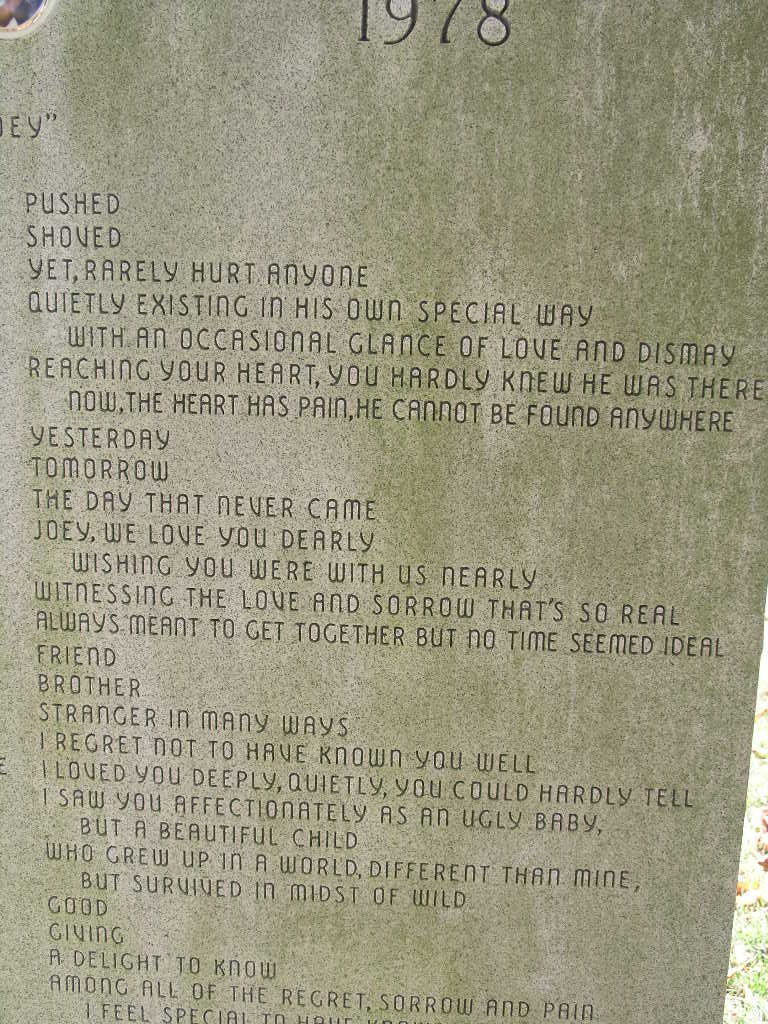 1978
OEY"
PUSHED
SHOVED
YET, RARELY HURT ANYONE
QUIETLY EXISTING IN HIS OWN SPECIAL WAY
WITH AN OCCASIONAL GLANCE OF LOVE AND DISMAY
REACHING YOUR HEART, YOU HARDLY KNEW HE WAS THERE
NOW, THE HEART HAS PAIN, HE CANNOT BE FOUND ANYWHERE
YESTERDAY
TOMORROW
THE DAY THAT NEVER CAME
JOEY, WE LOVE YOU DEARLY
WISHING YOU WERE WITH US NEARLY
WITNESSING THE LOVE AND SORROW THAT'S SO REAL
ALWAYS MEANT TO GET TOGETHER BUT NO TIME SEEMED IDEAL
FRIEND
BROTHER
STRANGER IN MANY WAYS
I REGRET NOT TO HAVE KNOWN YOU WELL
I LOVED YOU DEEPLY, QUIETLY, YOU COULD HARDLY TELL
I SAW YOU AFFECTIONATELY AS AN UGLY BABY,
BUT A BEAUTIFUL CHILD
WHO GREW UP IN A WORLD, DIFFERENT THAN MINE,
BUT SURVIVED IN MIDST OF WILD
GOOD
GIVING
A DELIGHT TO KNOW
AMONG ALL OF THE REGRET, SORROW AND PAIN
I FEEL SPECIAL TO HAVE